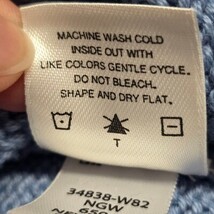 MACHINE WASH COLD
INSIDE OUT WITH
LIKE COLORS GENTLE CYCLE.
DO NOT BLEACH.
SHAPE AND DRY FLAT.
T
34838-W82
NGW